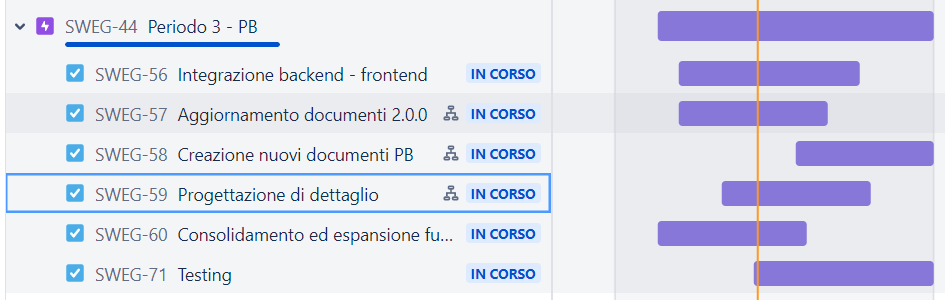 SWEG-44 Periodo 3 - PB
SWEG-56 Integrazione backend - frontend IN CORSO
SWEG-57 Aggiornamento documenti 2.0.0 IN CORSO
SWEG-58 Creazione nuovi documenti PB IN CORSO
SWEG-59 Progettazione di dettaglio IN CORSO
SWEG-60 Consolidamento ed espansione fu... IN CORSO
SWEG-71 Testing IN CORSO